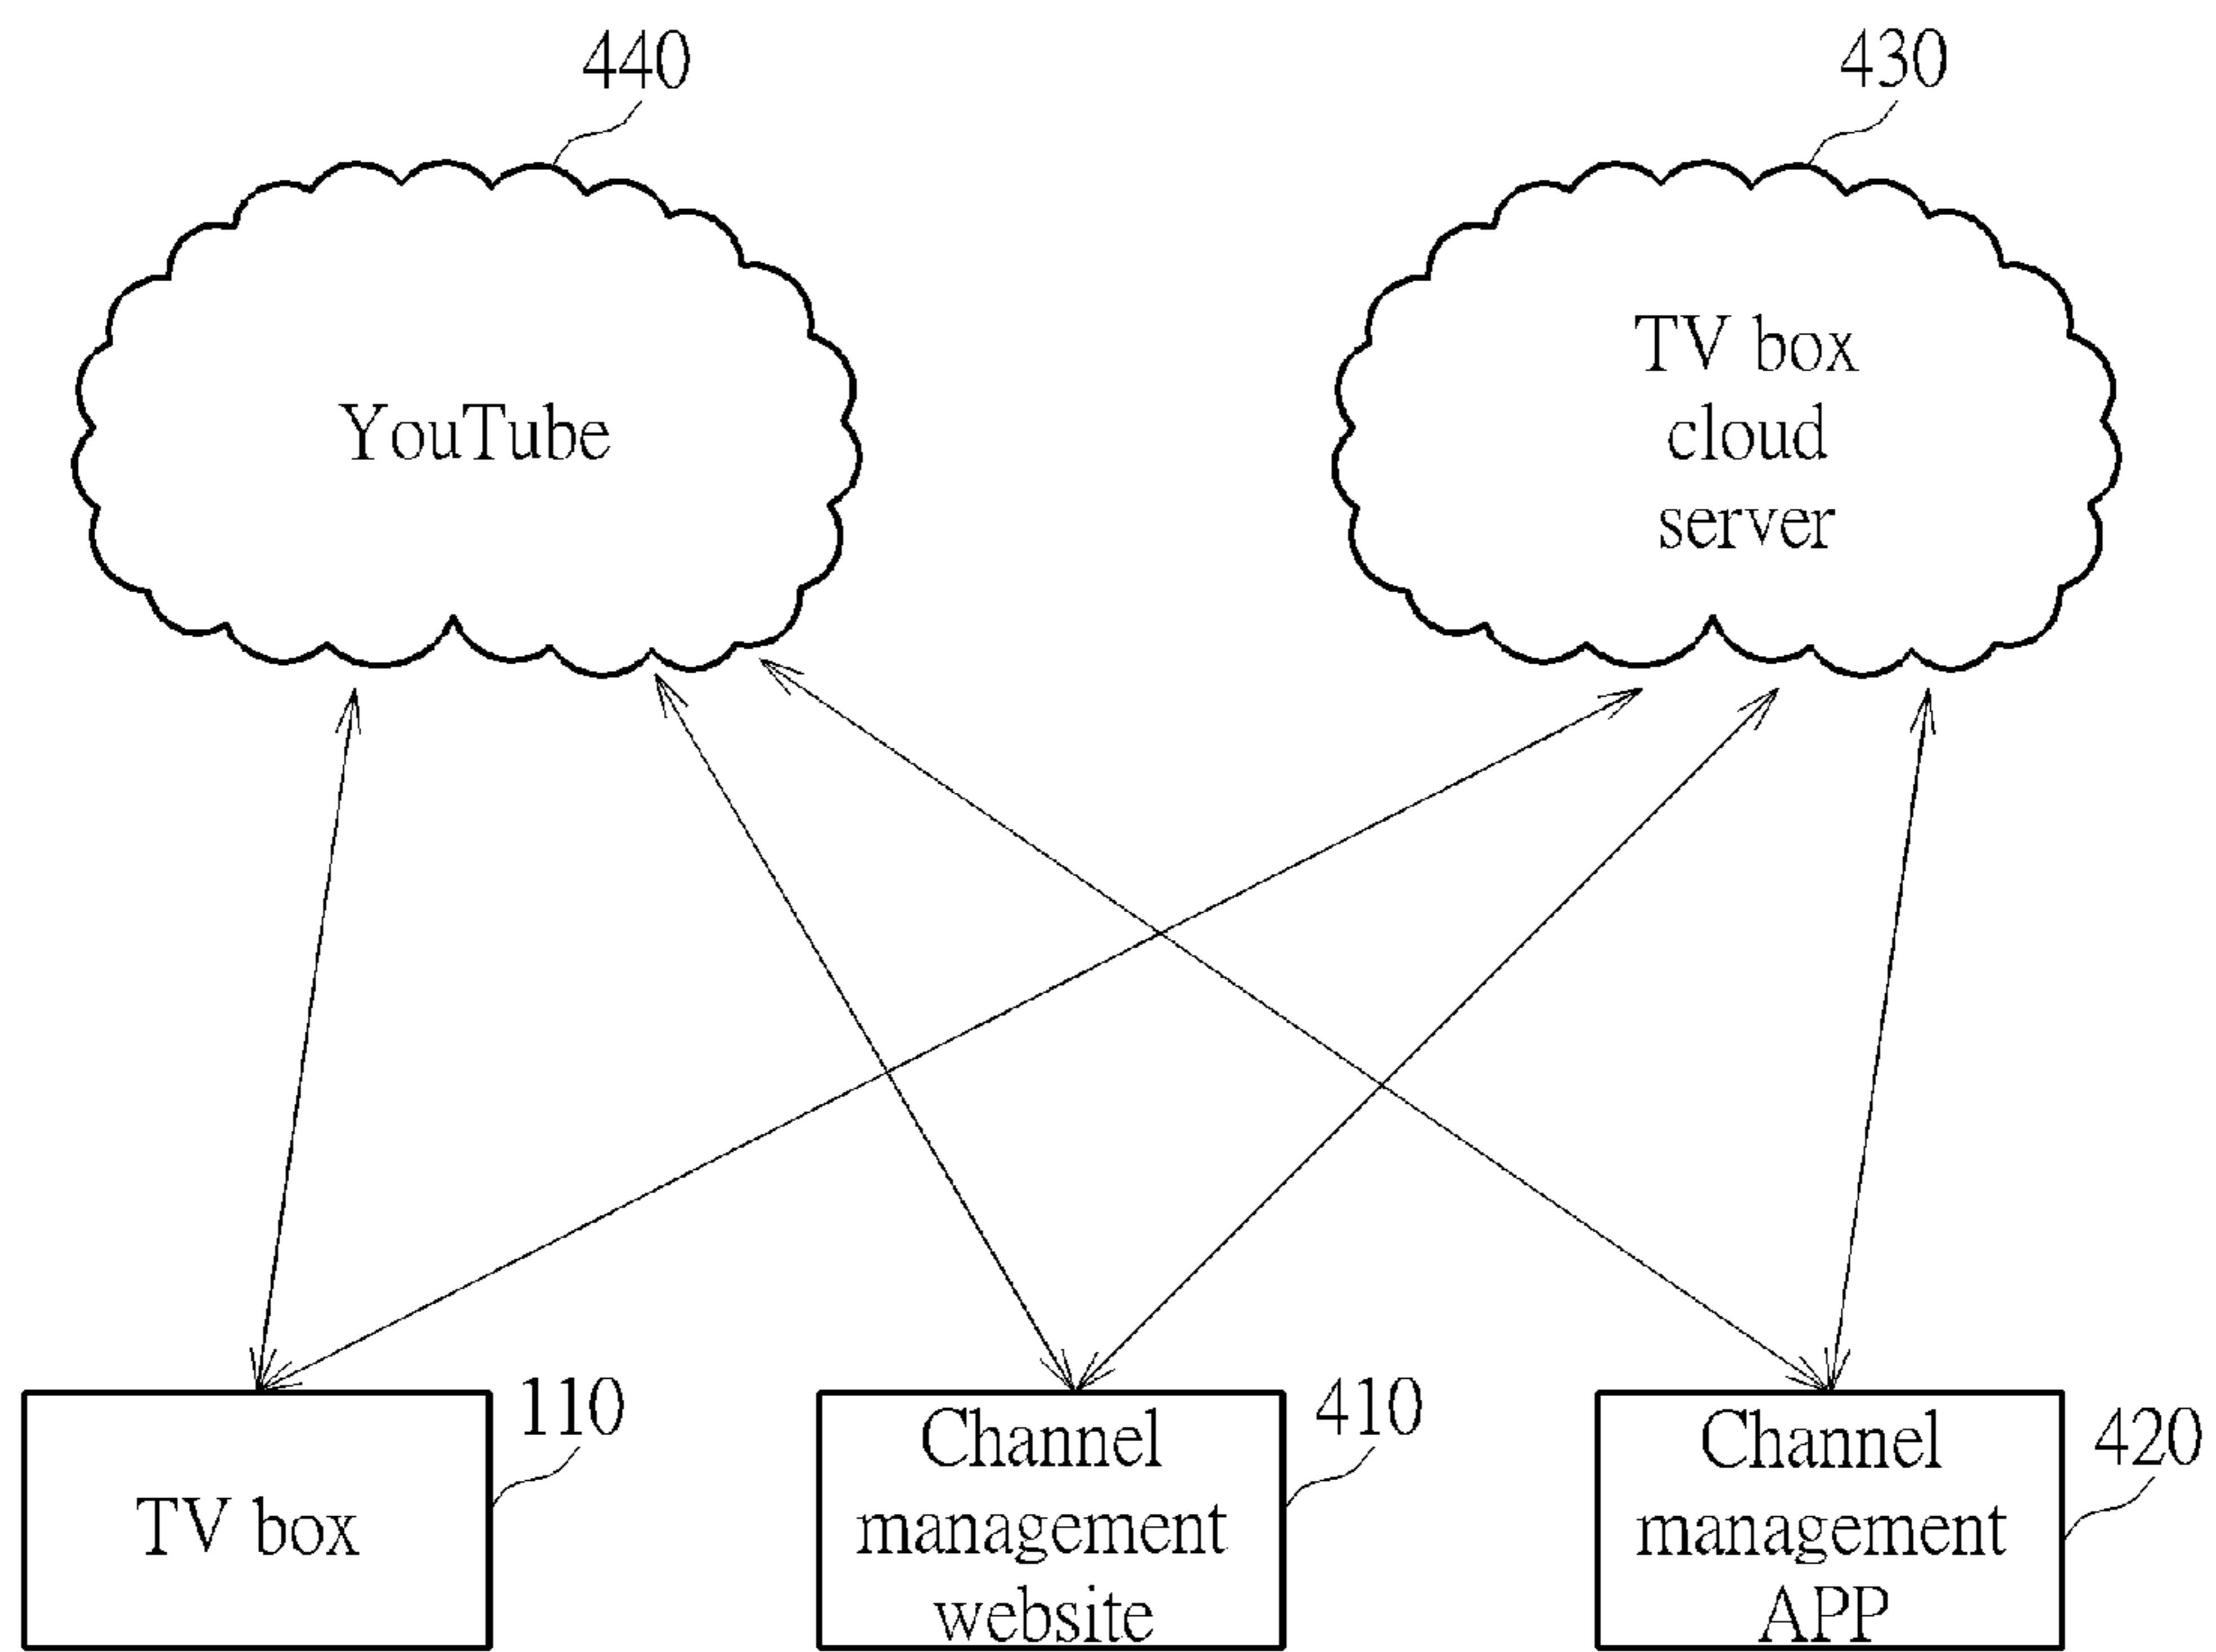 440
430
YouTube
TV box
cloud
server
110
TV box
410
Channel
management
website
420
Channel
management
APP